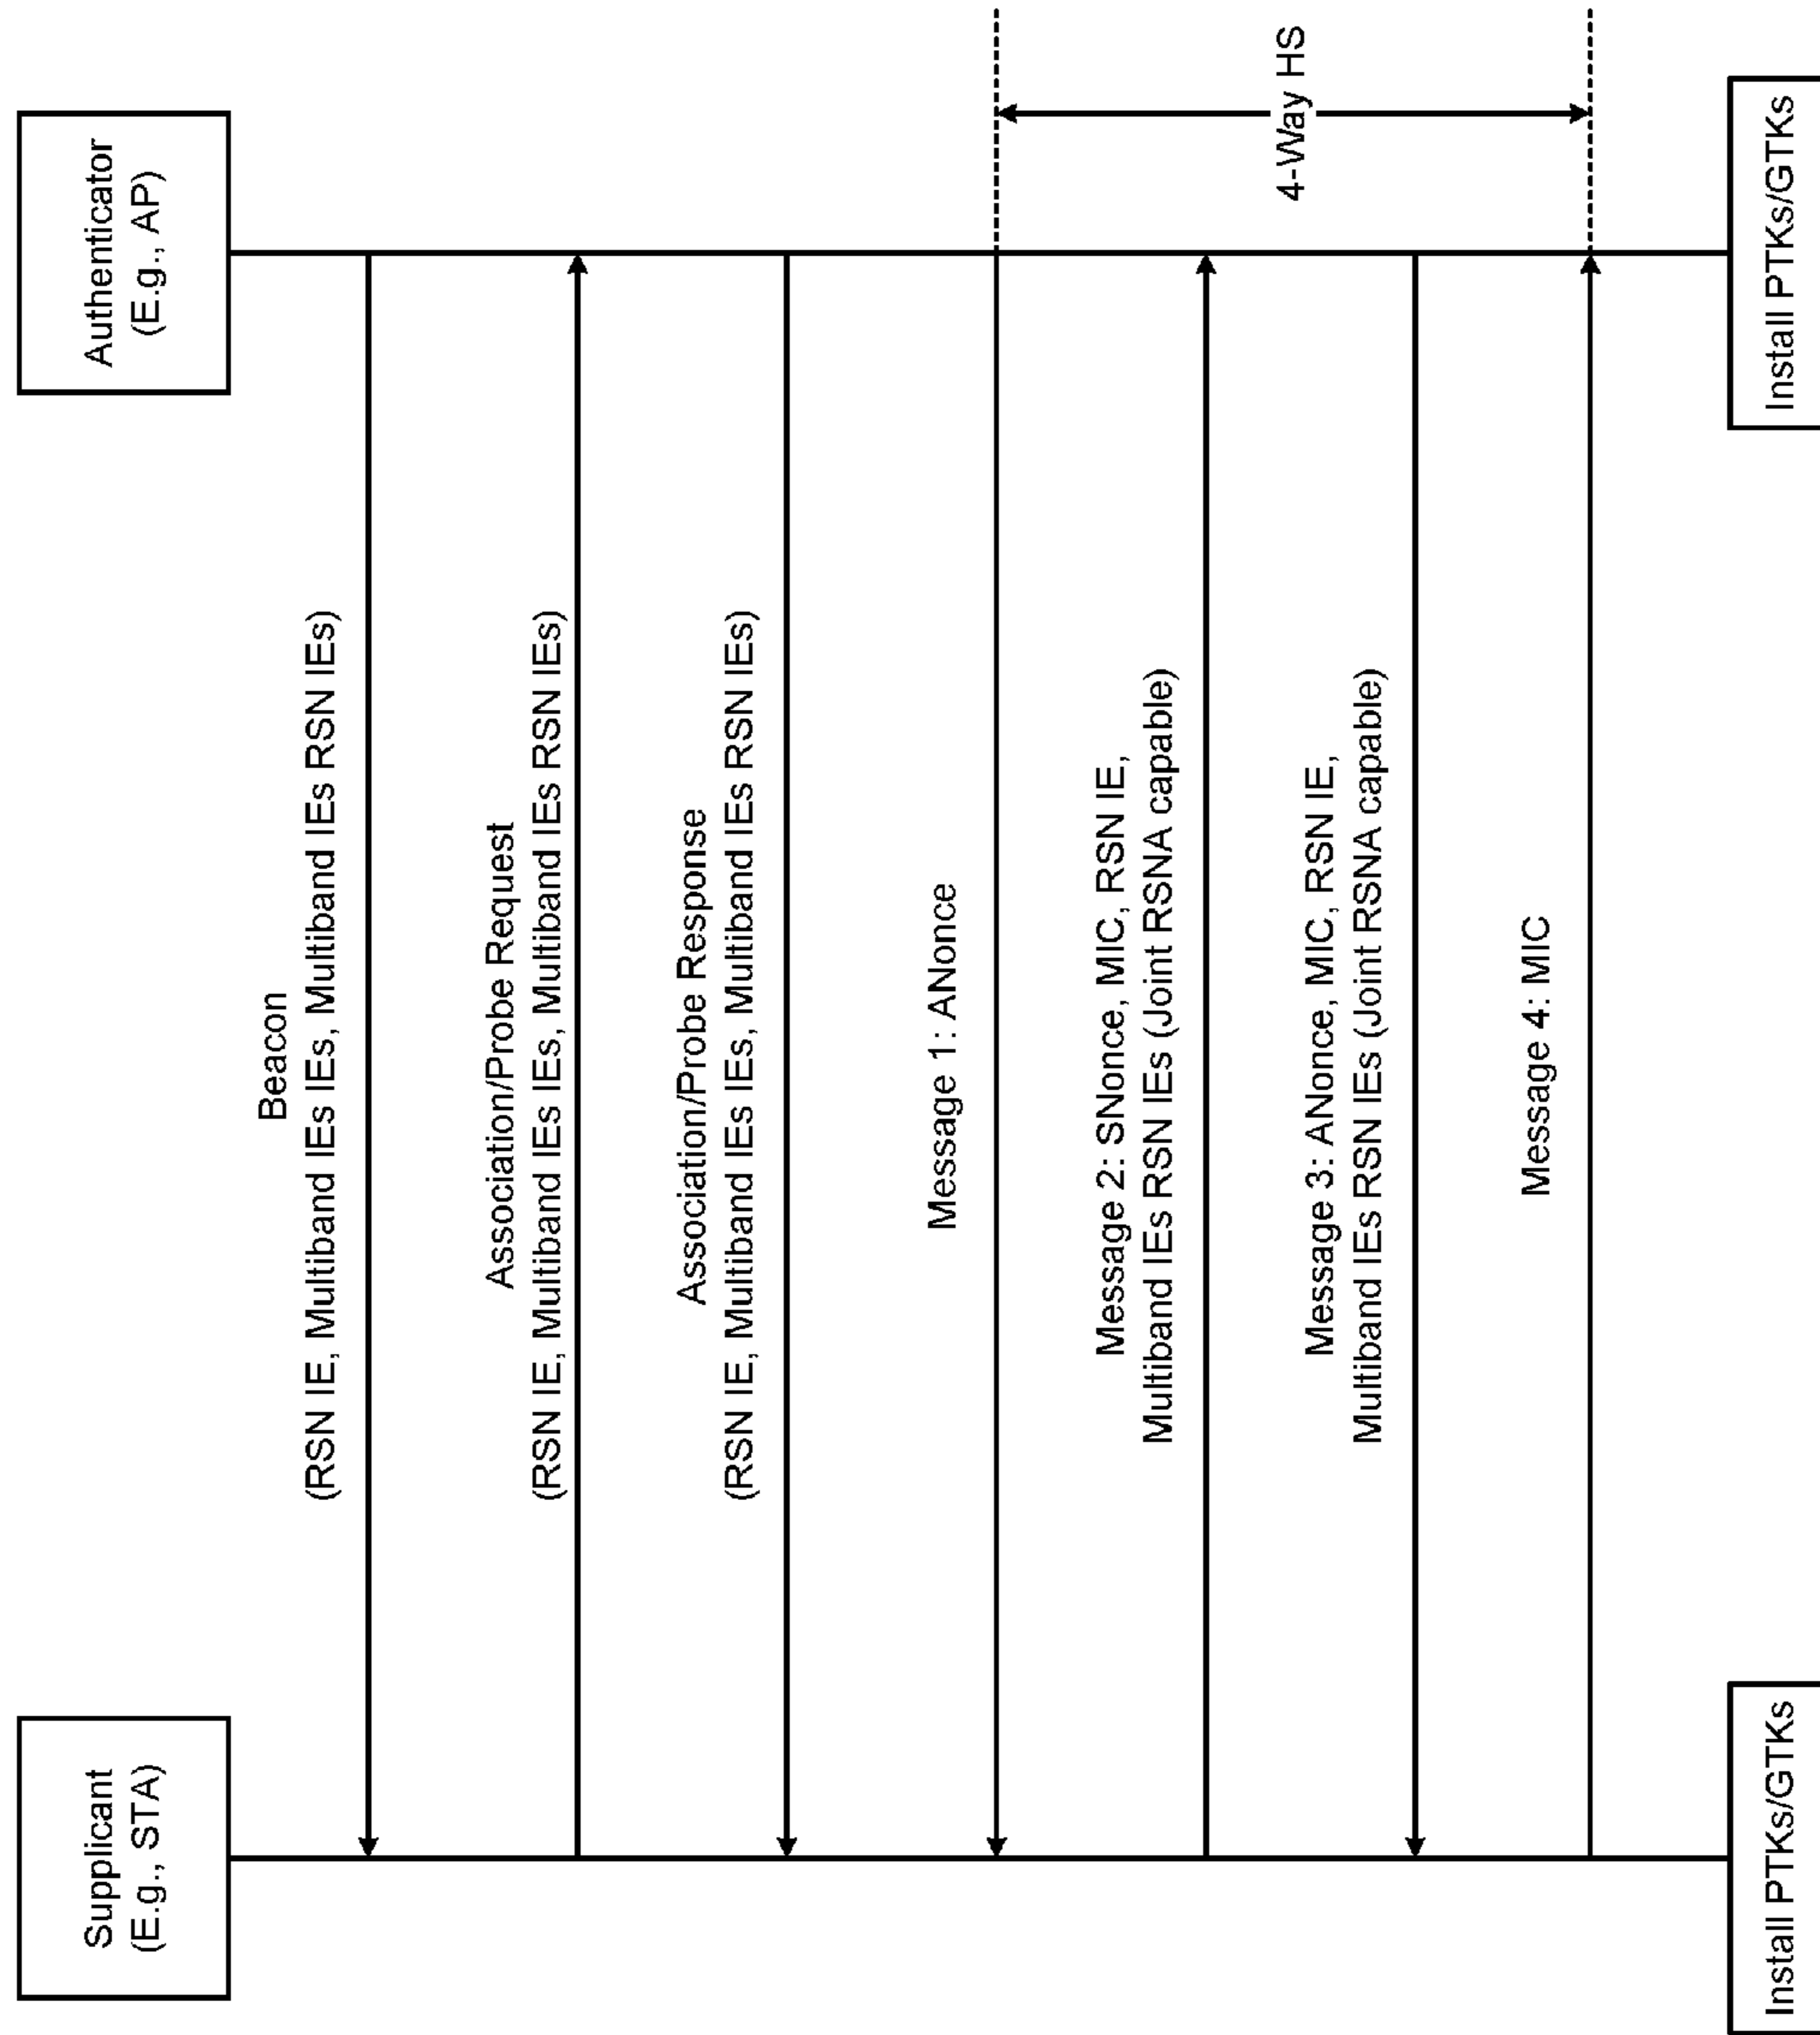 Supplicant
(E.g., STA)
Authenticator
(E.g., AP)
Beacon
(RSN IE, Multiband IEs IEs, Multiband IEs RSN IEs)
Association/Probe Request
(RSN IE, Multiband IEs IEs, Multiband IEs RSN IEs)
Association/Probe Response
(RSN IE, Multiband IEs IEs, Multiband IEs RSN IEs)
Message 1: ANonce
Message 2: SNonce, MIC, RSN IE,
Multiband IEs RSN IEs (Joint RSNA capable)
4-Way HS
Message 3: ANonce, MIC, RSN IE,
Multiband IEs RSN IEs (Joint RSNA capable)
Message 4: MIC
Install PTKs/GTKs
Install PTKs/GTKs